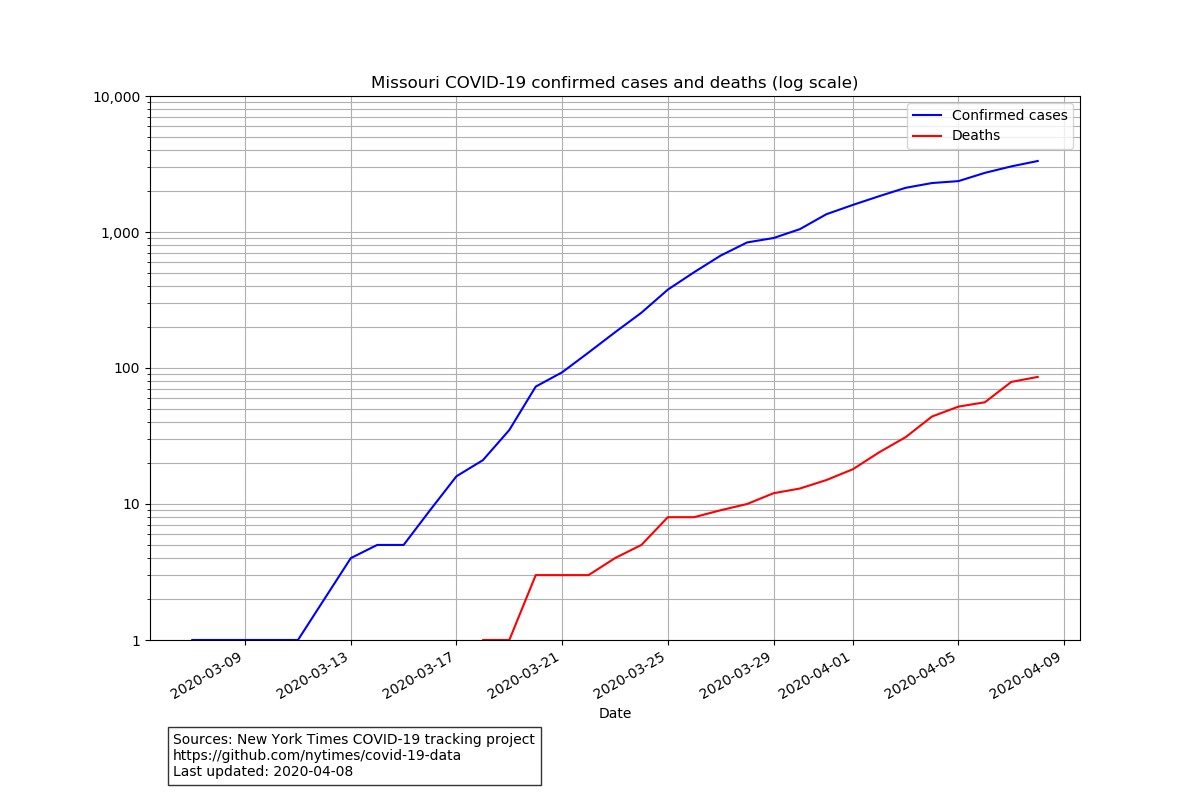 Missouri COVID-19 confirmed cases and deaths (log scale)
10,000
1,000
100
10
1
Confirmed cases
Deaths
2020-03-09
2020-03-13
2020-03-17
2020-03-21
2020-03-25
2020-03-29
2020-04-01
2020-04-05
2020-04-09
Date
Sources: New York Times COVID-19 tracking project
https://github.com/nytimes/covid-19-data
Last updated: 2020-04-08